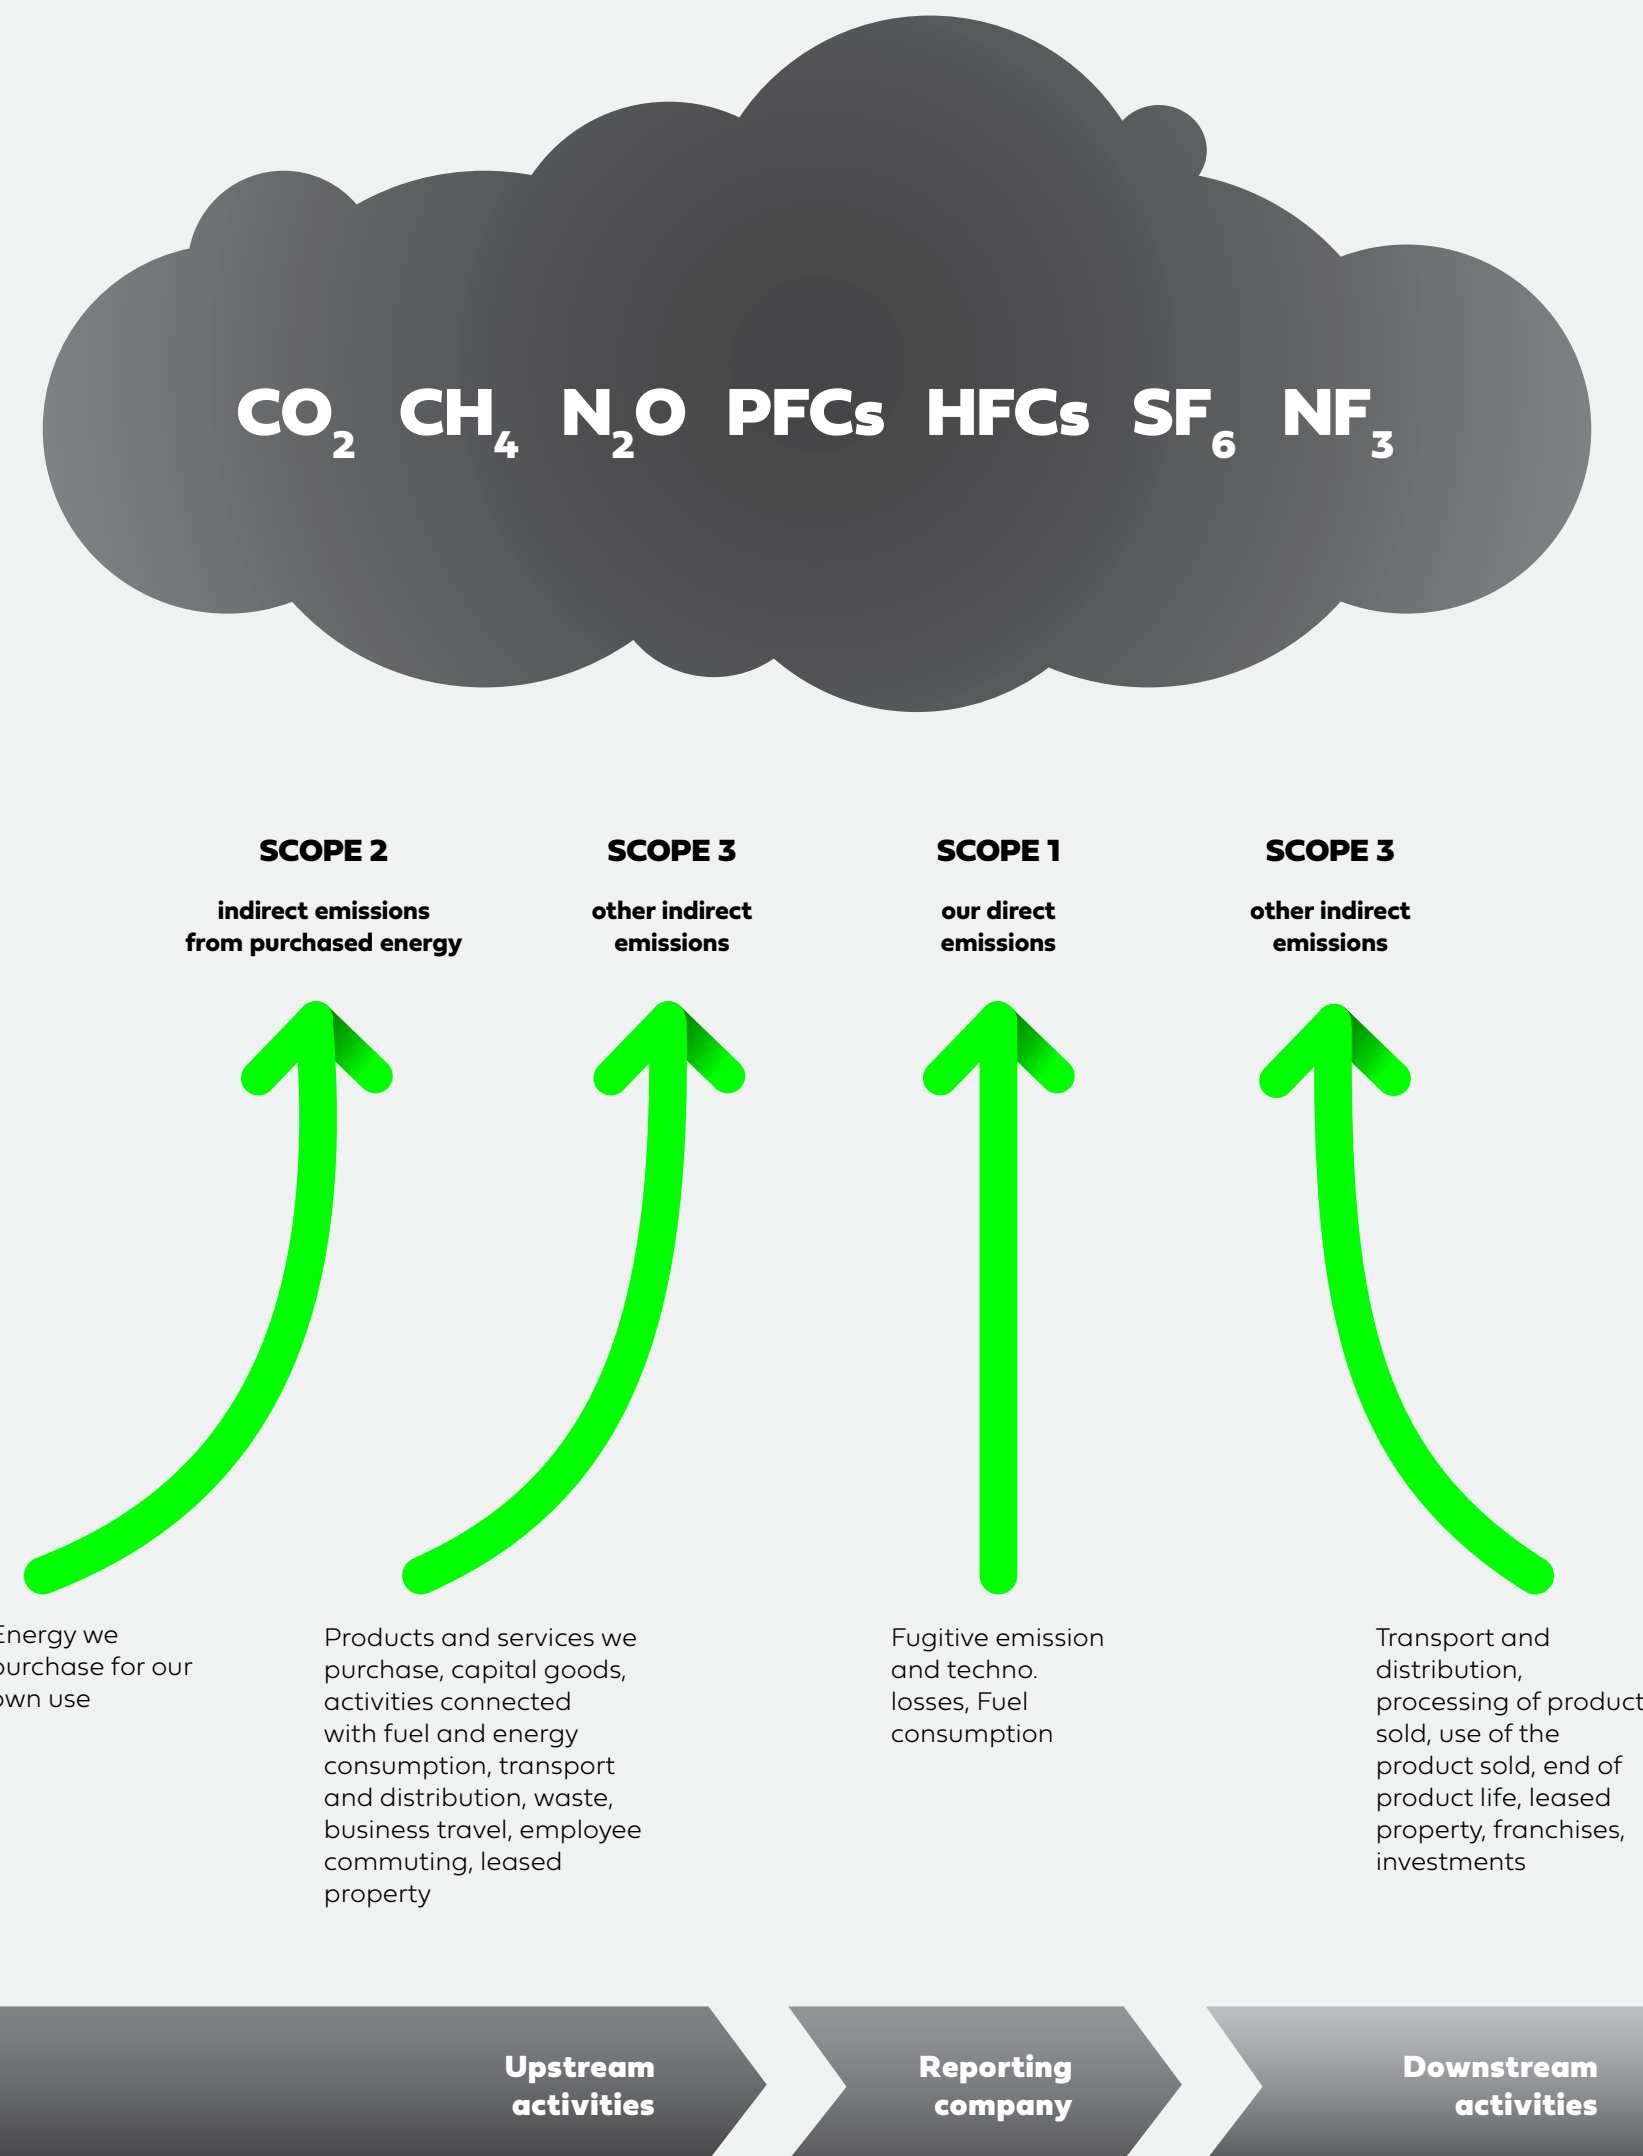 CO2 CH4 N2O PFCs HFCs SF6 NF3
SCOPE 2
indirect emissions
from purchased energy
SCOPE 3
other indirect
emissions
SCOPE 1
our direct
emissions
SCOPE 3
other indirect
emissions
Energy we
purchase for our
own use
Products and services we
purchase, capital goods,
activities connected
with fuel and energy
consumption, transport
and distribution, waste,
business travel, employee
commuting, leased
property
Fugitive emission
and techno.
losses, Fuel
consumption
Transport and
distribution,
processing of product
sold, use of the
product sold, end of
product life, leased
property, franchises,
investments
Upstream
activities
Reporting
company
Downstream
activities